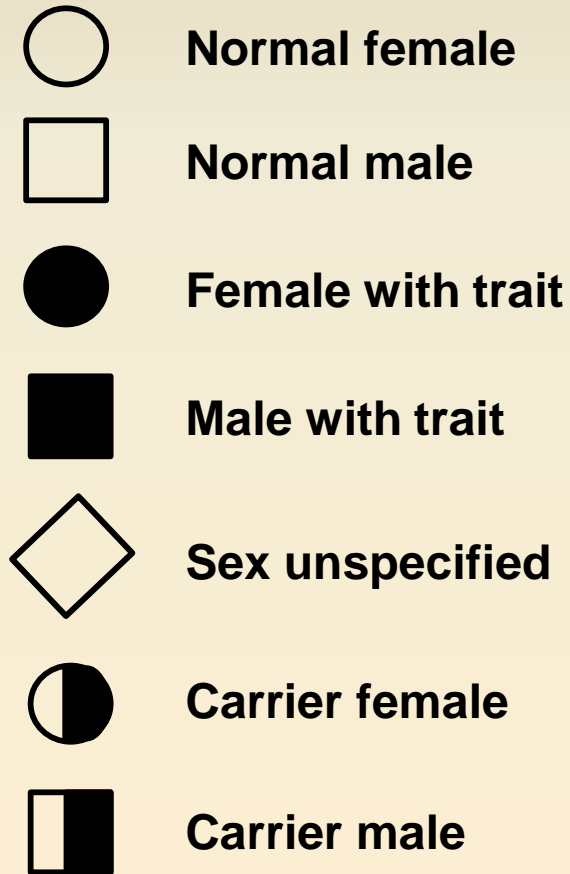 Normal female
Normal male
Female with trait
Male with trait
Sex unspecified
Carrier female
Carrier male